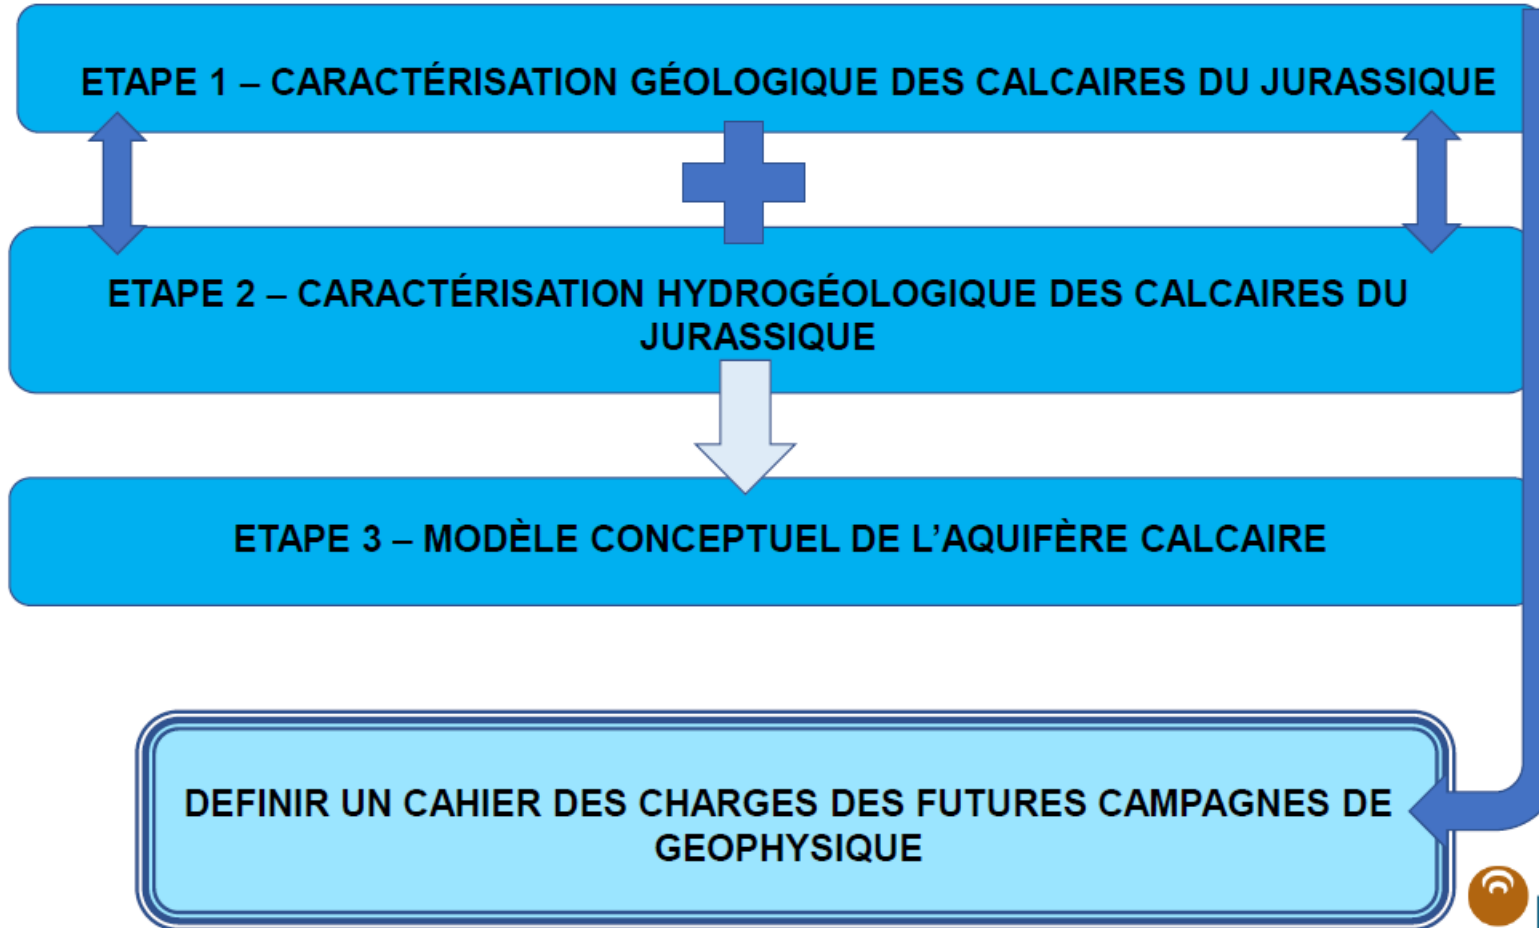 ETAPE 1 – CARACTÉRISATION GÉOLOGIQUE DES CALCAIRES DU JURASSIQUE
ETAPE 2 – CARACTÉRISATION HYDROGÉOLOGIQUE DES CALCAIRES DU
JURASSIQUE
ETAPE 3 – MODÈLE CONCEPTUEL DE L'AQUIFÈRE CALCAIRE
DEFINIR UN CAHIER DES CHARGES DES FUTURES CAMPAGNES DE
GEOPHYSIQUE